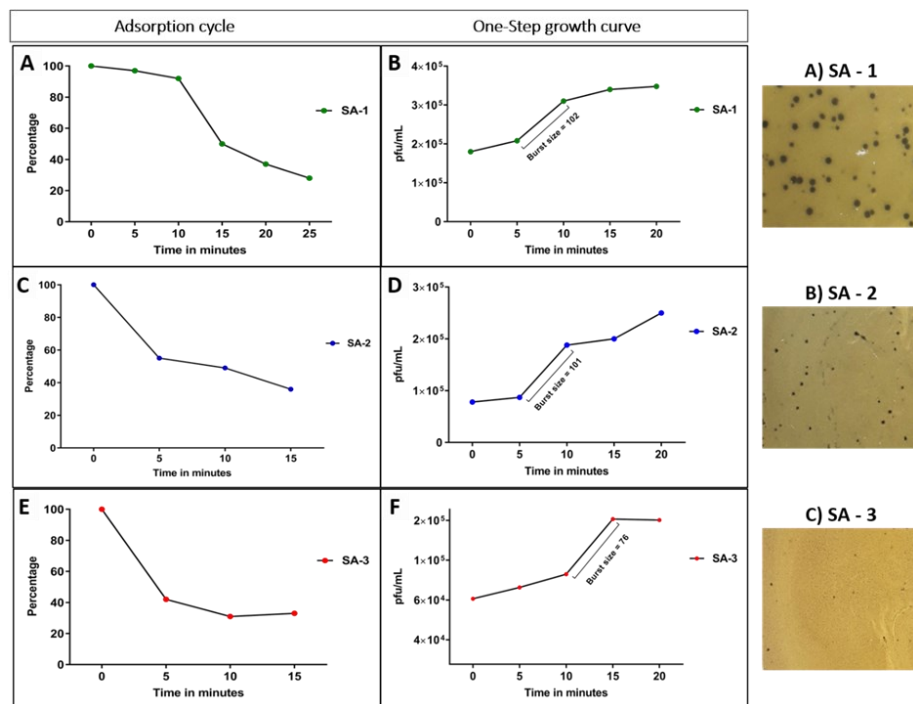 Adsorption cycle
One-Step growth curve
A
100
80
60
40
20
0
Percentage
0 5 10 15 20 25
Time in minutes
SA-1
B
4×10⁵
3×10⁵
2×10⁵
1×10⁵
0
pfu/mL
Burst size = 102
0 5 10 15 20
Time in minutes
SA-1
A) SA - 1
C
100
80
60
40
20
0
Percentage
0 5 10 15
Time in minutes
SA-2
D
3×10⁵
2×10⁵
1×10⁵
0
pfu/mL
Burst size = 101
0 5 10 15 20
Time in minutes
SA-2
B) SA - 2
E
100
80
60
40
20
0
Percentage
0 5 10 15
Time in minutes
SA-3
F
2×10⁵
1×10⁵
6×10⁴
4×10⁴
pfu/mL
Burst size = 76
0 5 10 15 20
Time in minutes
SA-3
C) SA - 3